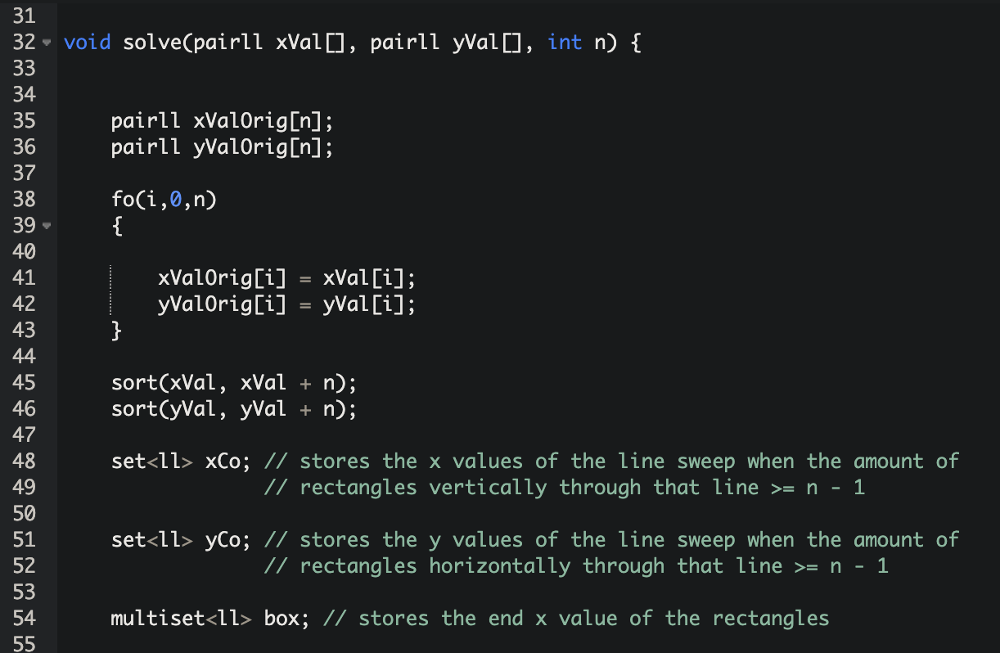 31
32 void solve(pairll xVal[], pairll yVal[], int n) {
33
34
35 pairll xValOrig[n];
36 pairll yValOrig[n];
37
38 fo(i,0,n)
39 {
40
41 xValOrig[i] = xVal[i];
42 yValOrig[i] = yVal[i];
43 }
44
45 sort(xVal, xVal + n);
46 sort(yVal, yVal + n);
47
48 set<ll> xCo; // stores the x values of the line sweep when the amount of
49 // rectangles vertically through that line >= n - 1
50
51 set<ll> yCo; // stores the y values of the line sweep when the amount of
52 // rectangles horizontally through that line >= n - 1
53
54 multiset<ll> box; // stores the end x value of the rectangles
55